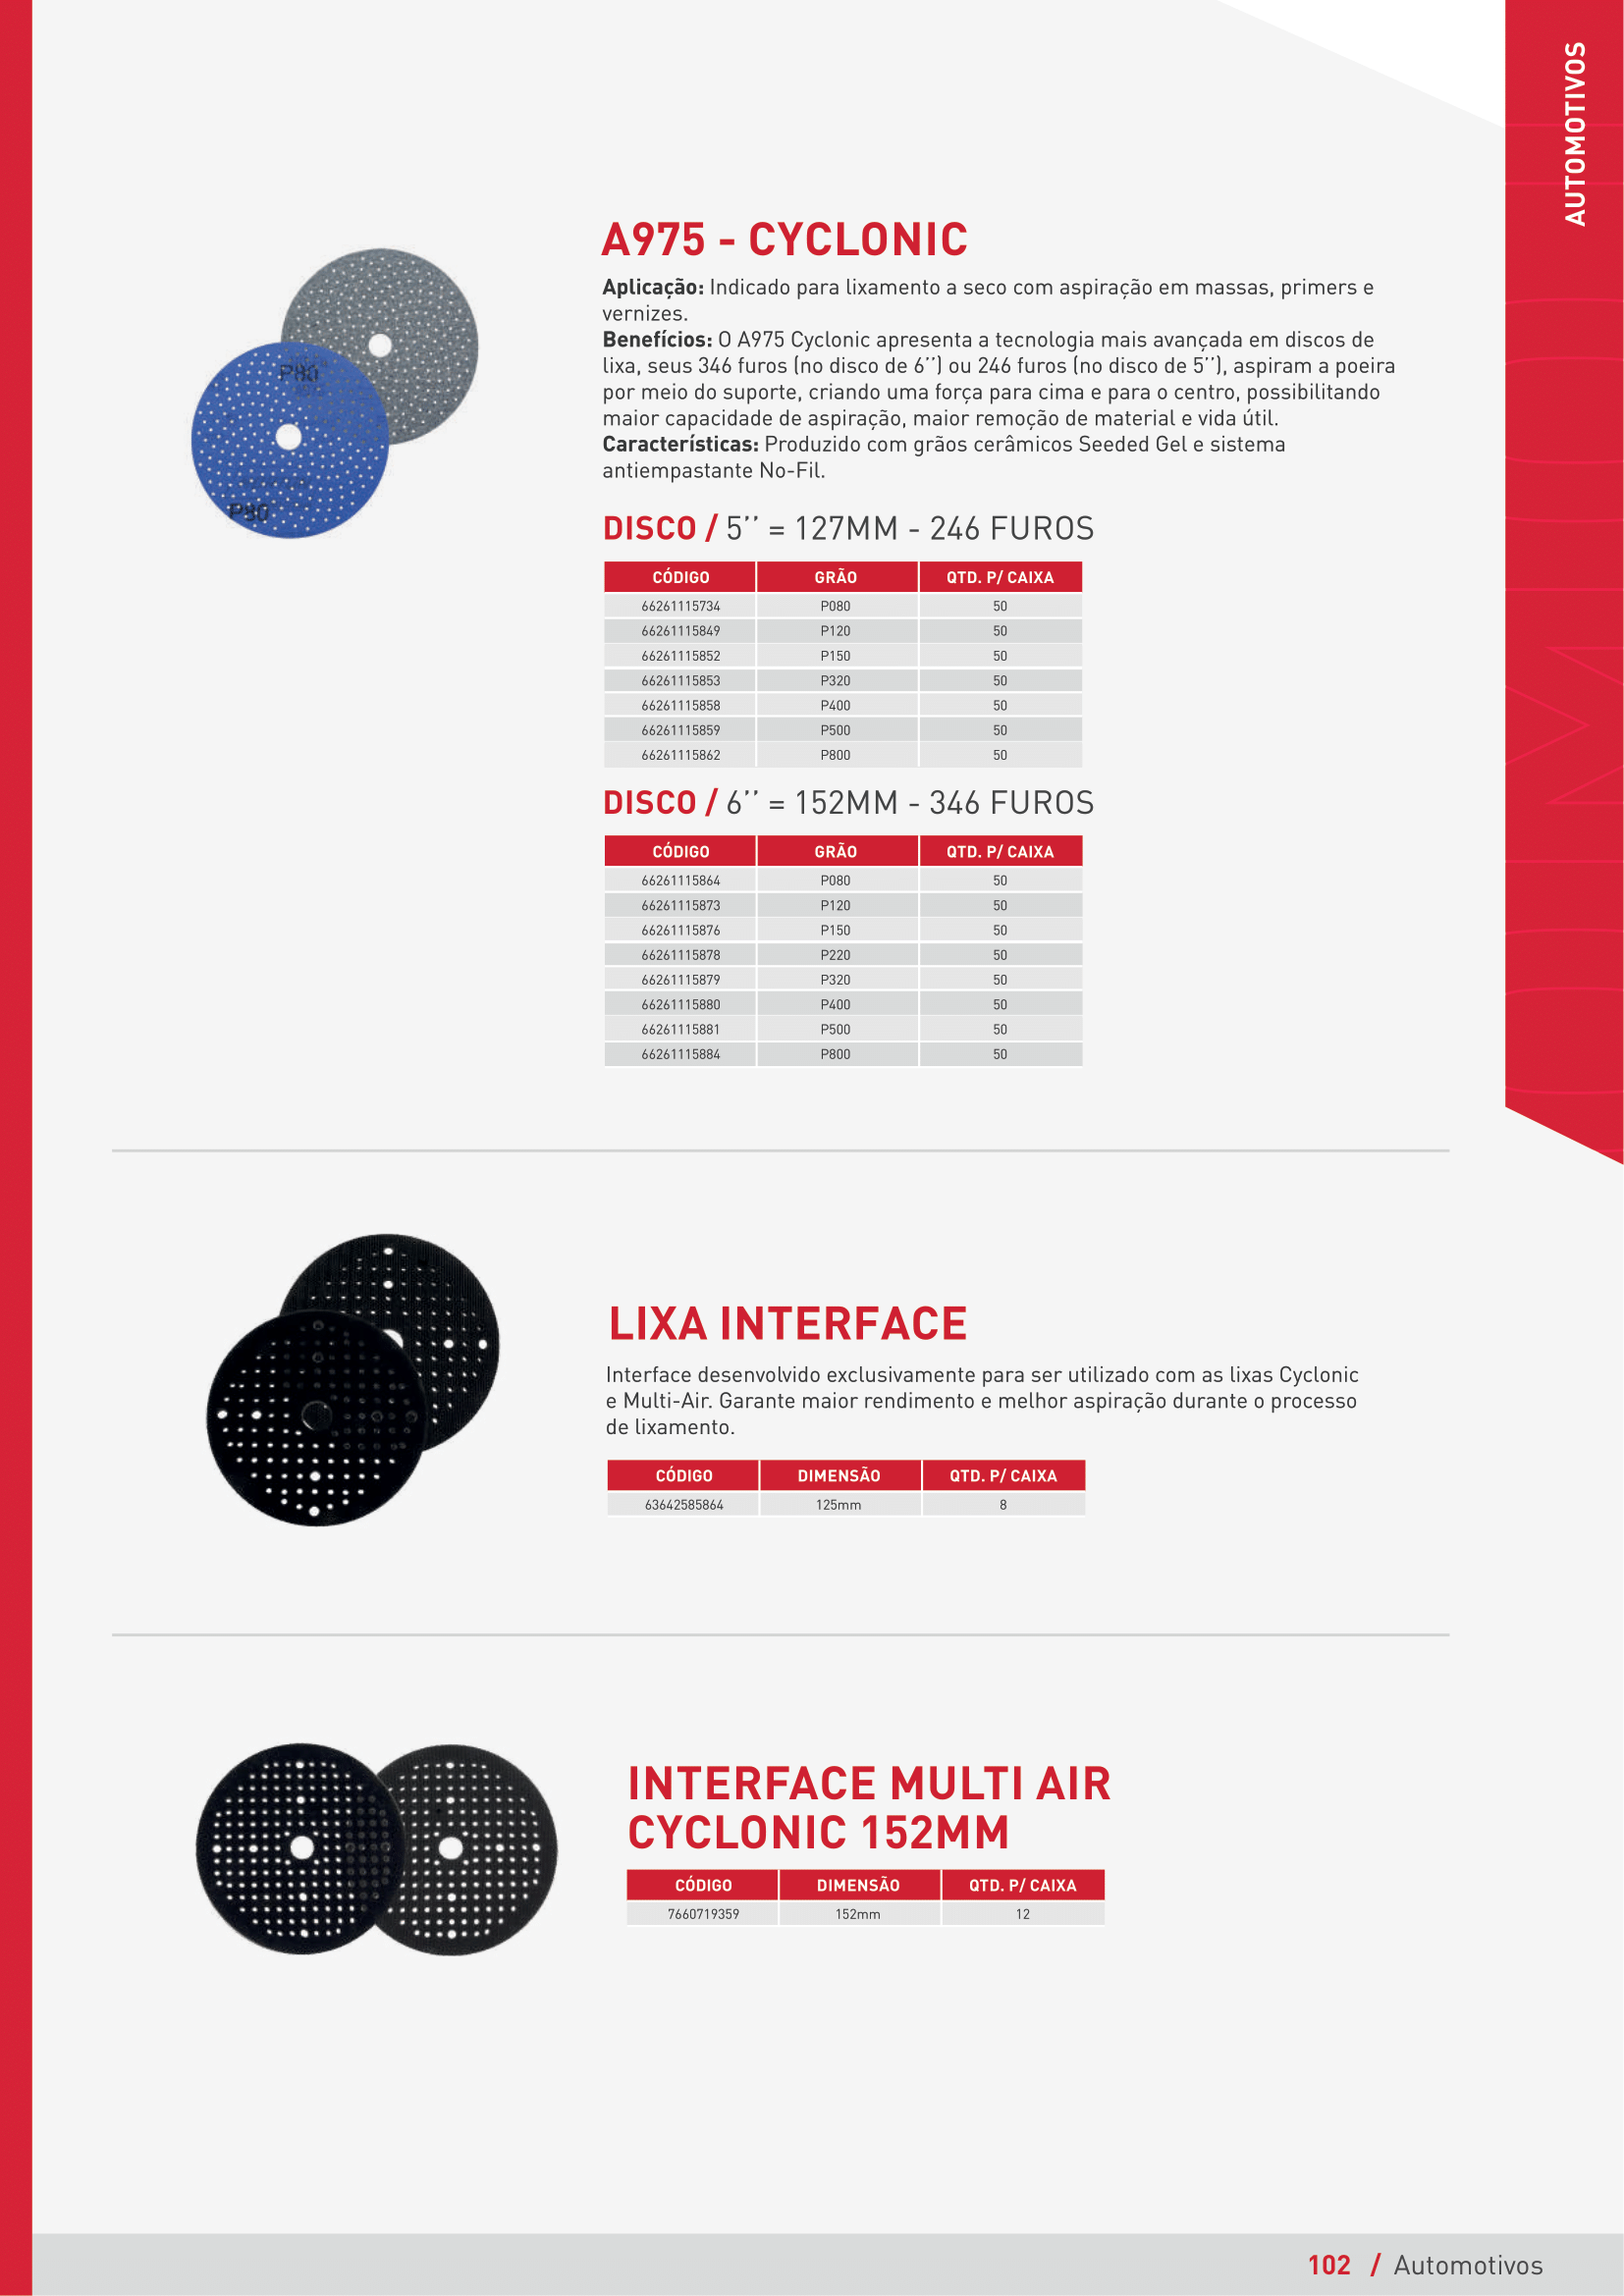 AUTOMOTIVOS
A975 - CYCLONIC
Aplicação: Indicado para lixamento a seco com aspiração em massas, primers e
vernizes.
Benefícios: O A975 Cyclonic apresenta a tecnologia mais avançada em discos de
lixa, seus 346 furos (no disco de 6’’) ou 246 furos (no disco de 5’’), aspiram a poeira
por meio do suporte, criando uma força para cima e para o centro, possibilitando
maior capacidade de aspiração, maior remoção de material e vida útil.
Características: Produzido com grãos cerâmicos Seeded Gel e sistema
antiempastante No-Fil.
P80
P80
DISCO / 5’’ = 127MM - 246 FUROS
CÓDIGO GRÃO QTD. P/ CAIXA
66261115734 P080 50
66261115849 P120 50
66261115852 P150 50
66261115853 P320 50
66261115858 P400 50
66261115859 P500 50
66261115862 P800 50
DISCO / 6’’ = 152MM - 346 FUROS
CÓDIGO GRÃO QTD. P/ CAIXA
66261115864 P080 50
66261115873 P120 50
66261115876 P150 50
66261115878 P220 50
66261115879 P320 50
66261115880 P400 50
66261115881 P500 50
66261115884 P800 50
LIXA INTERFACE
Interface desenvolvido exclusivamente para ser utilizado com as lixas Cyclonic
e Multi-Air. Garante maior rendimento e melhor aspiração durante o processo
de lixamento.
CÓDIGO DIMENSÃO QTD. P/ CAIXA
63642585864 125mm 8
INTERFACE MULTI AIR
CYCLONIC 152MM
CÓDIGO DIMENSÃO QTD. P/ CAIXA
7660719359 152mm 12
102 / Automotivos